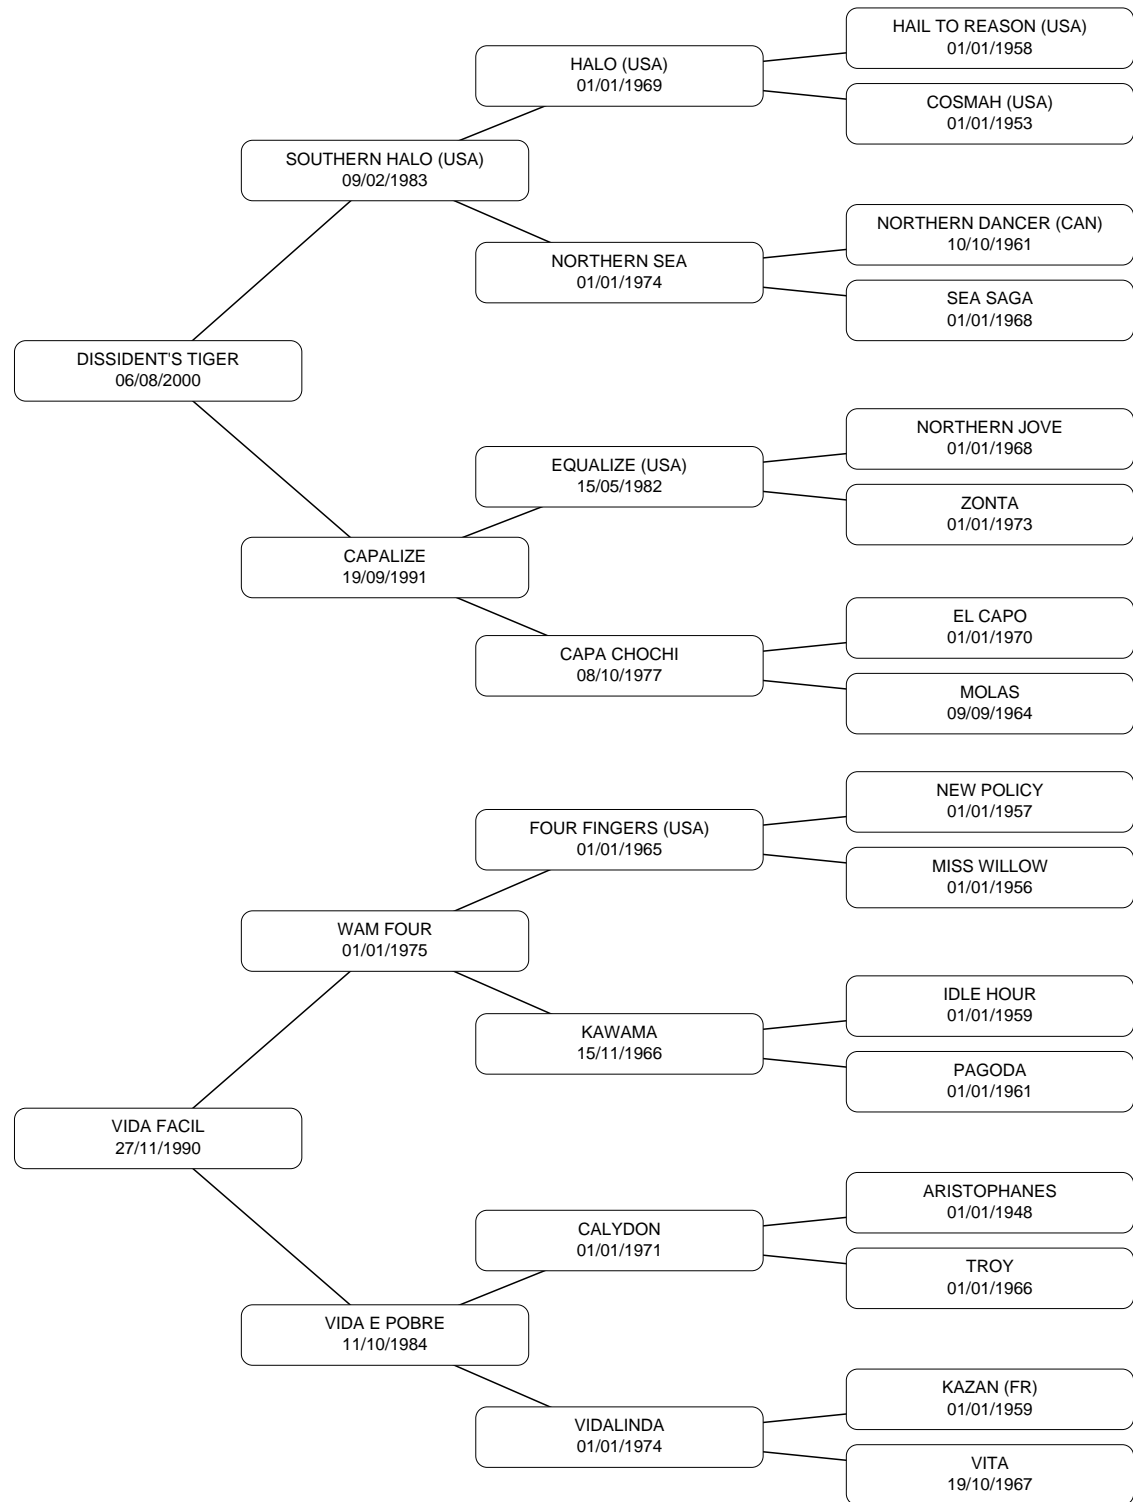 HAIL TO REASON (USA)
01/01/1958
HALO (USA)
01/01/1969
COSMAH (USA)
01/01/1953
SOUTHERN HALO (USA)
09/02/1983
NORTHERN DANCER (CAN)
10/10/1961
NORTHERN SEA
01/01/1974
SEA SAGA
01/01/1968
DISSIDENT'S TIGER
06/08/2000
NORTHERN JOVE
01/01/1968
EQUALIZE (USA)
15/05/1982
ZONTA
01/01/1973
CAPALIZE
19/09/1991
EL CAPO
01/01/1970
CAPA CHOCHI
08/10/1977
MOLAS
09/09/1964
NEW POLICY
01/01/1957
FOUR FINGERS (USA)
01/01/1965
MISS WILLOW
01/01/1956
WAM FOUR
01/01/1975
IDLE HOUR
01/01/1959
KAWAMA
15/11/1966
PAGODA
01/01/1961
VIDA FACIL
27/11/1990
ARISTOPHANES
01/01/1948
CALYDON
01/01/1971
TROY
01/01/1966
VIDA E POBRE
11/10/1984
KAZAN (FR)
01/01/1959
VIDALINDA
01/01/1974
VITA
19/10/1967